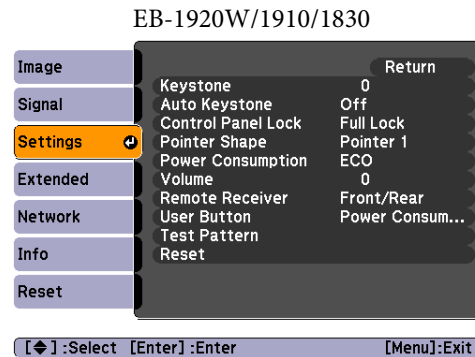 EB-1920W/1910/1830
Image
Signal
Settings
Extended
Network
Info
Reset
Return
Keystone 0
Auto Keystone Off
Control Panel Lock Full Lock
Pointer Shape Pointer 1
Power Consumption ECO
Volume 0
Remote Receiver Front/Rear
User Button Power Consum...
Test Pattern
Reset
[◆] :Select [Enter] :Enter [Menu]:Exit